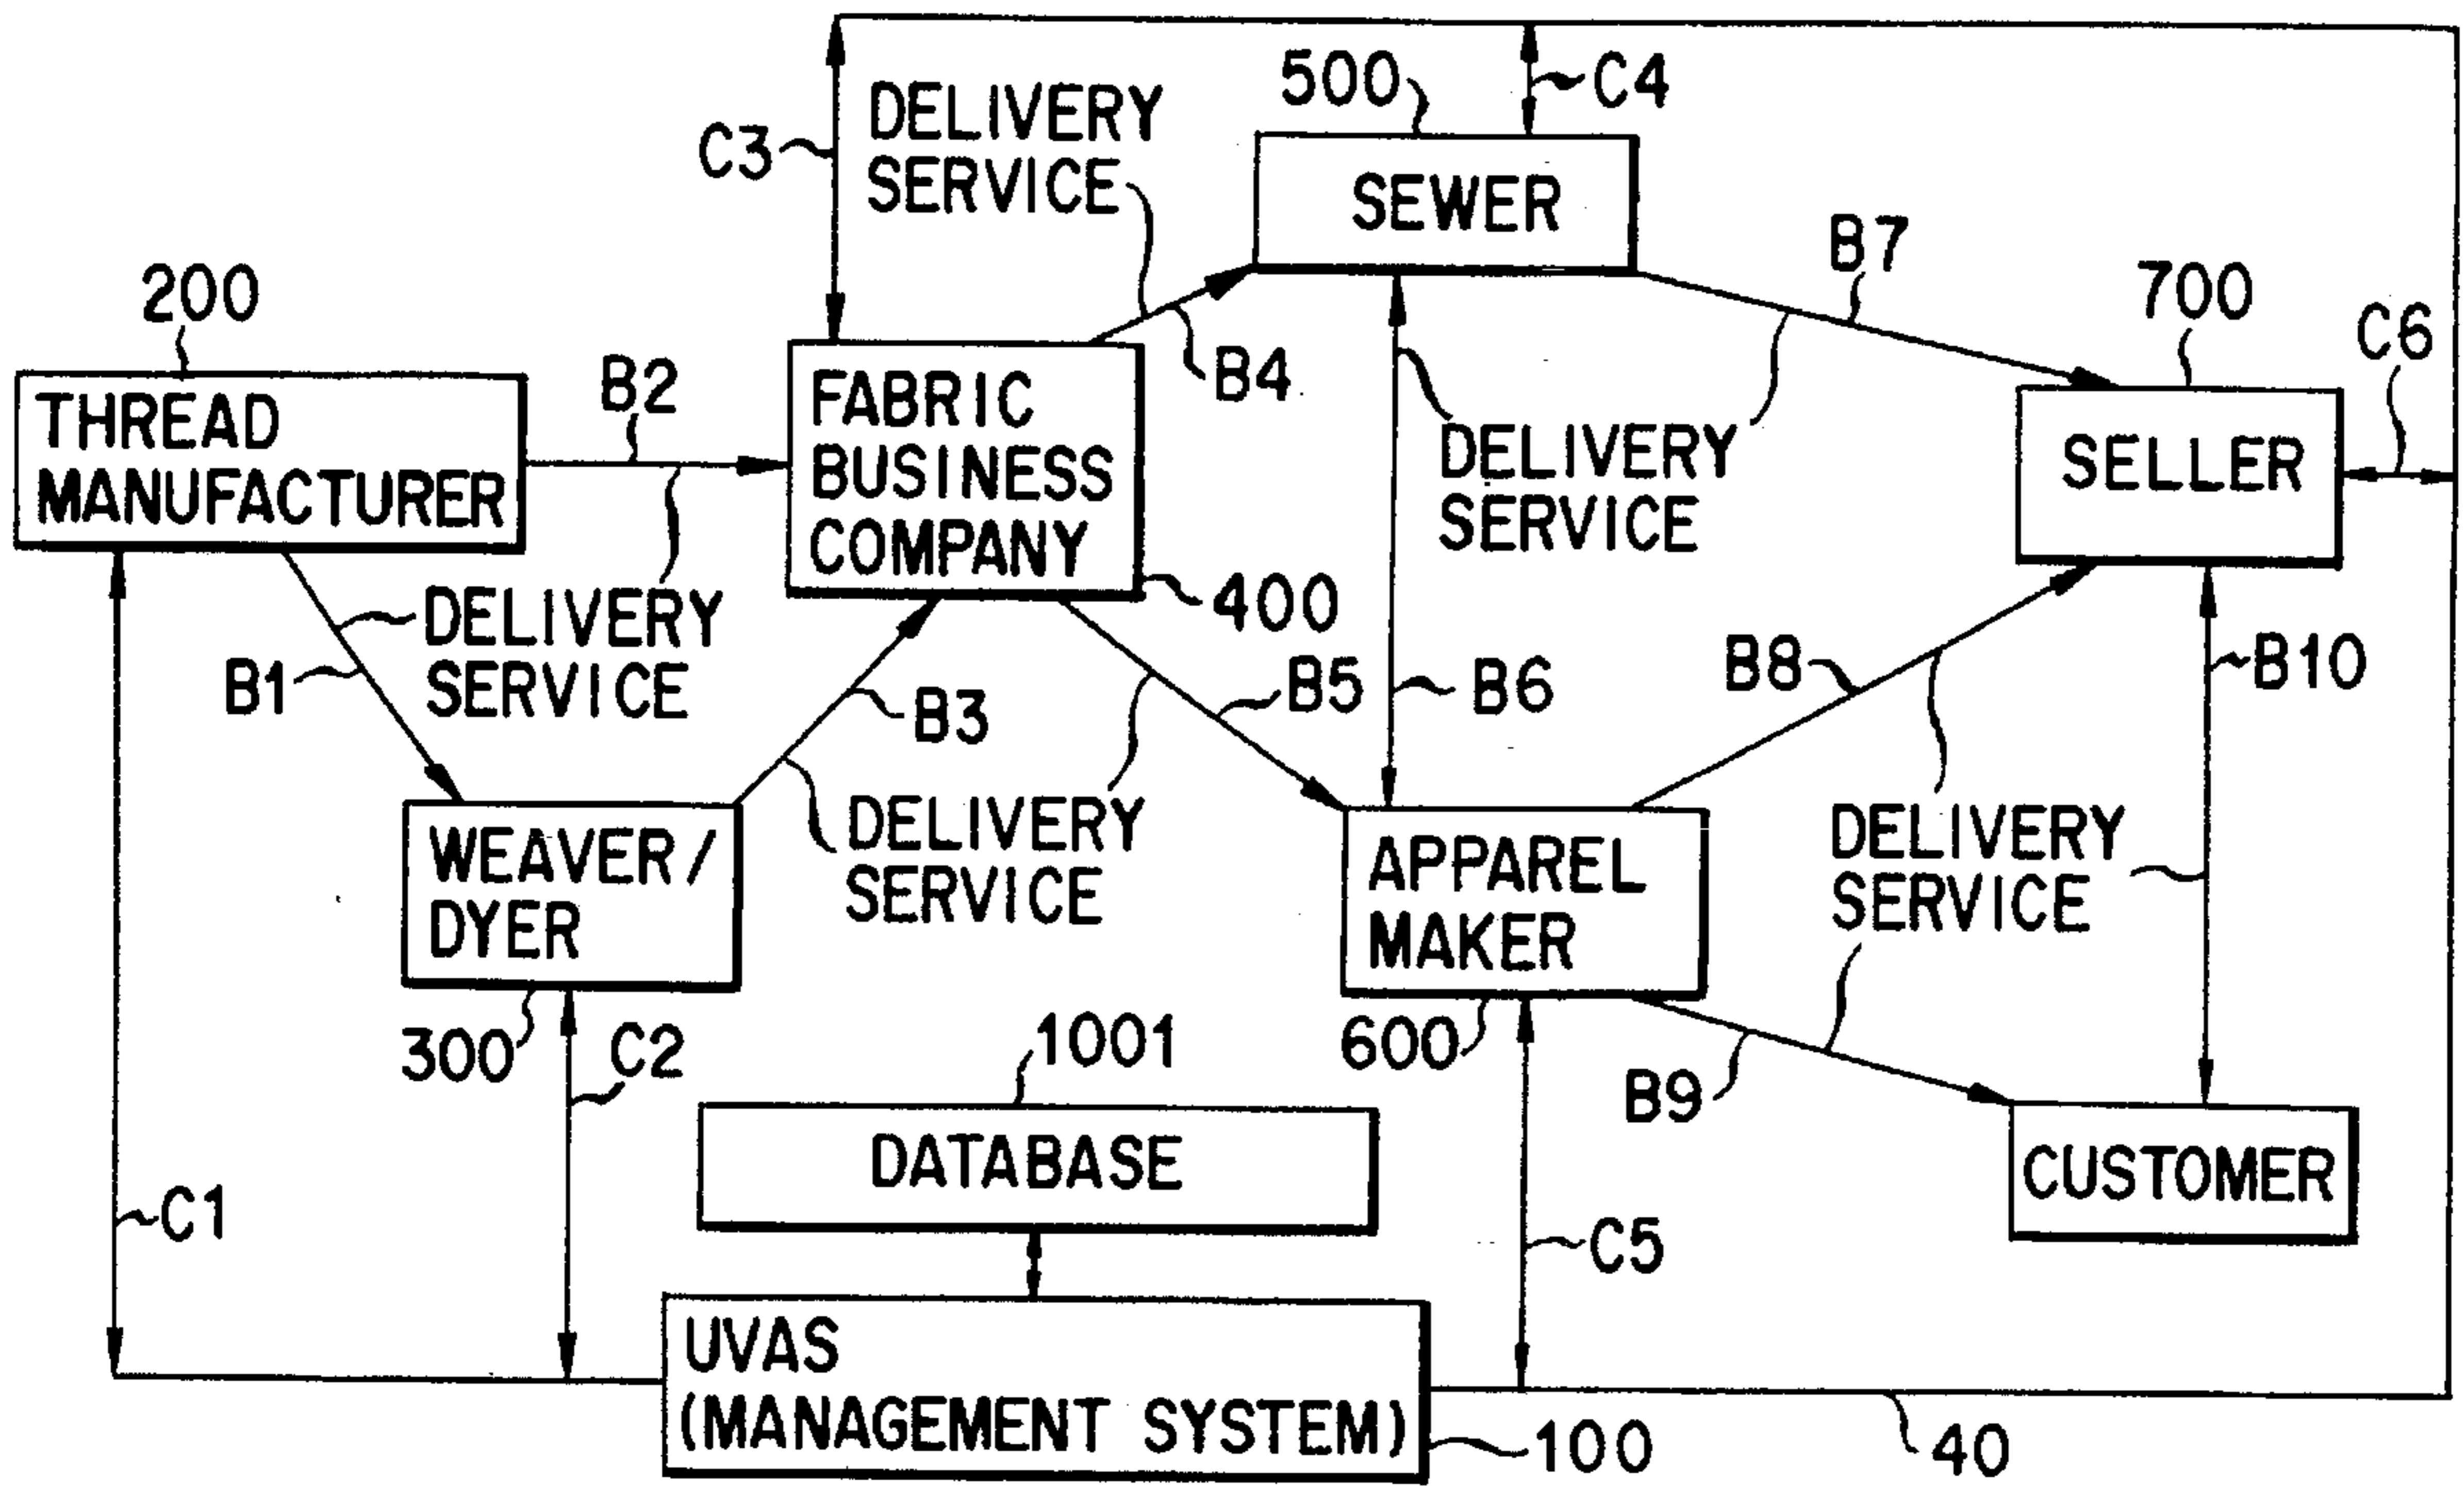 500
C4
DELIVERY
SERVICE
C3
SEWER
B7
200
700
C6
B2
B4
THREAD
MANUFACTURER
FABRIC
BUSINESS
COMPANY
DELIVERY
SERVICE
SELLER
400
DELIVERY
SERVICE
B1
B3
B5
B6
B8
B10
DELIVERY
SERVICE
WEAVER/
DYER
APPAREL
MAKER
DELIVERY
SERVICE
300
C2
1001
600
B9
DATABASE
CUSTOMER
C1
C5
UVAS
(MANAGEMENT SYSTEM)
100
40